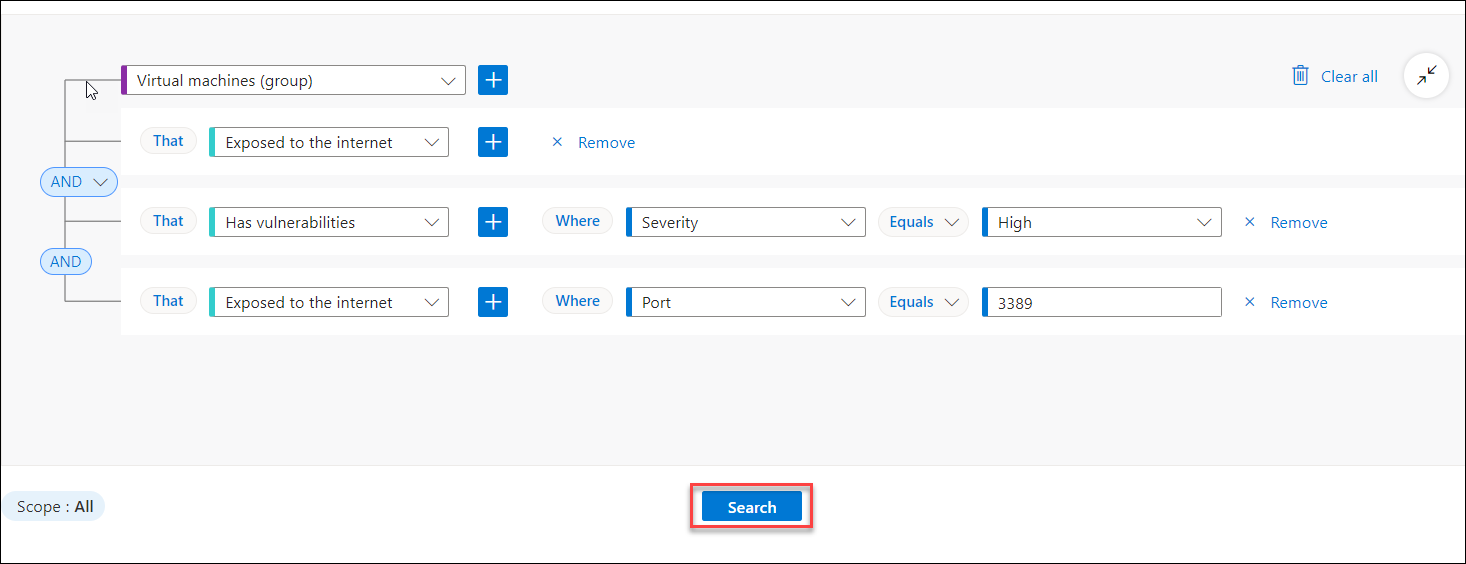 Virtual machines (group)
Clear all
That Exposed to the internet Remove
AND
That Has vulnerabilities Where Severity Equals High Remove
AND
That Exposed to the internet Where Port Equals 3389 Remove
Scope : All
Search